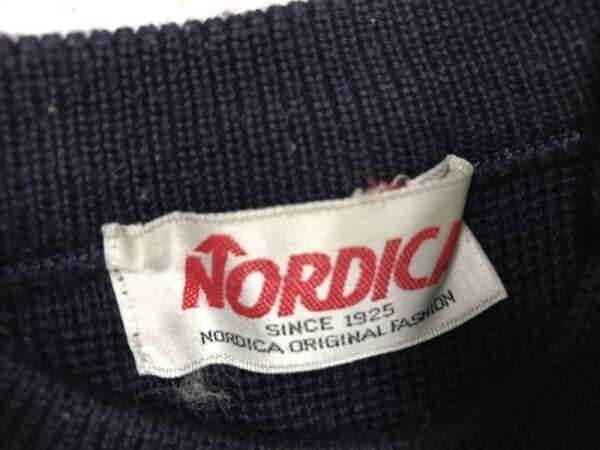 NORDICA
SINCE 1925
NORDICA ORIGINAL FASHION